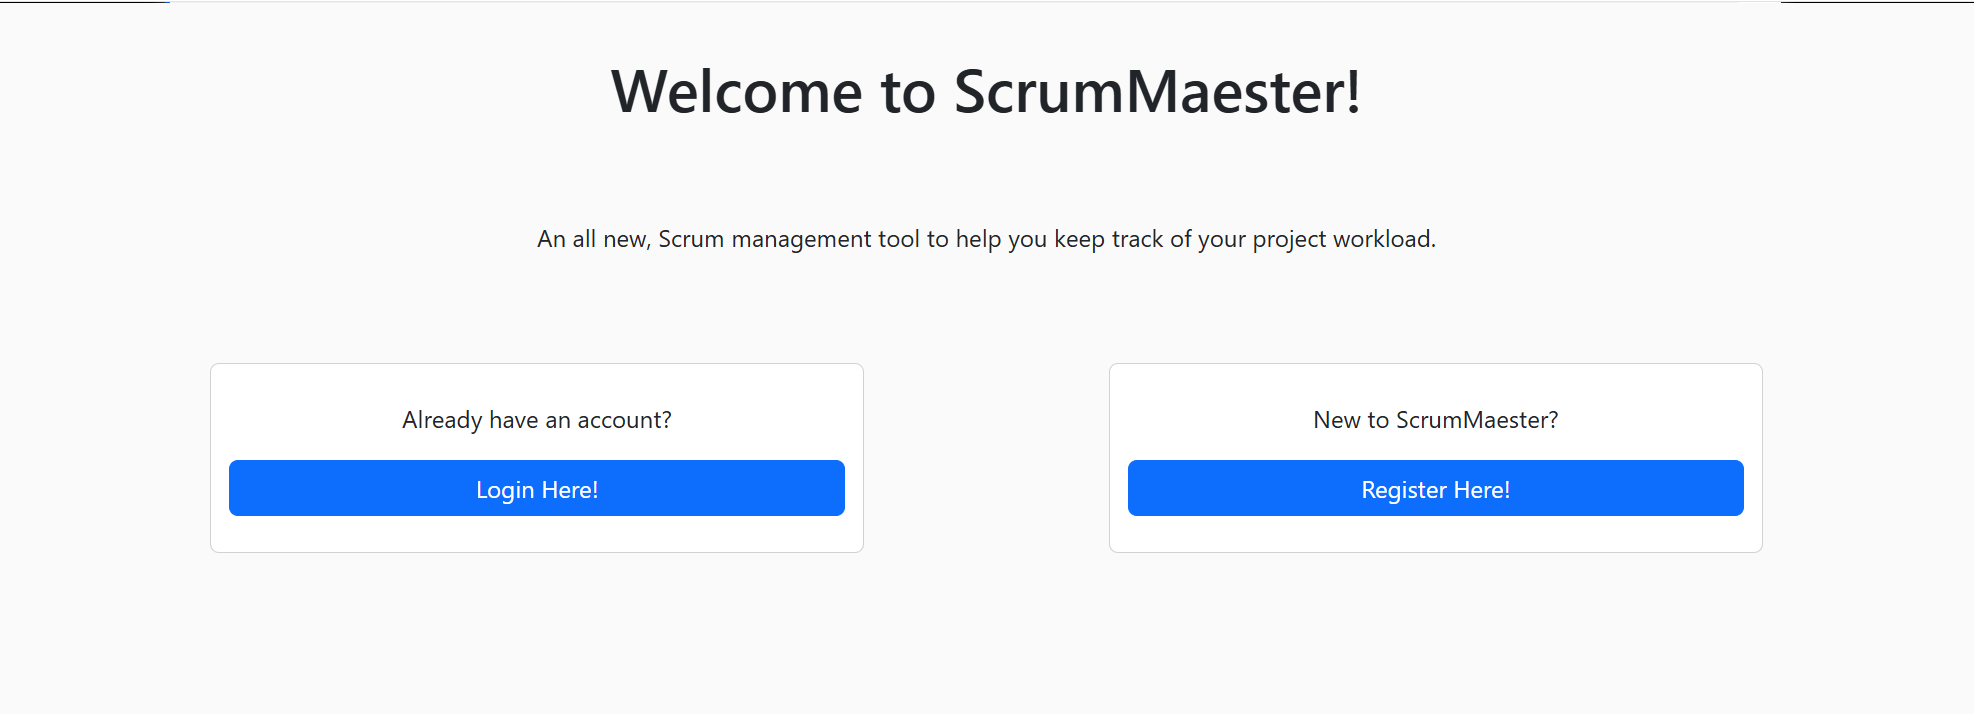 Welcome to ScrumMaester!
An all new, Scrum management tool to help you keep track of your project workload.
Already have an account?
Login Here!
New to ScrumMaester?
Register Here!